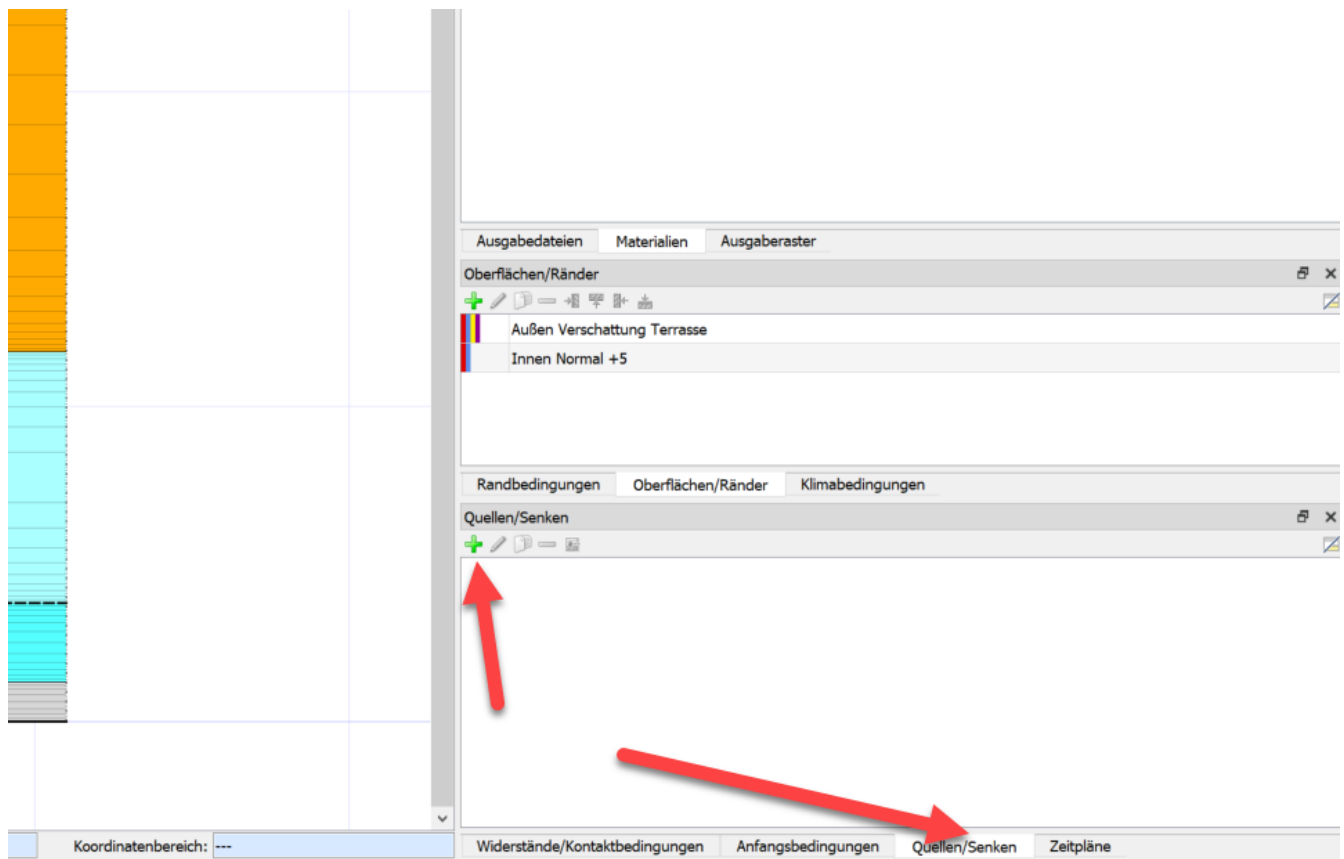 Ausgabedateien Materialien Ausgaberaster
Oberflächen/Ränder
Außen Verschattung Terrasse
Innen Normal +5
Randbedingungen Oberflächen/Ränder Klimabedingungen
Quellen/Senken
Koordinatenbereich: ---
Widerstände/Kontaktbedingungen Anfangsbedingungen Quellen/Senken Zeitpläne